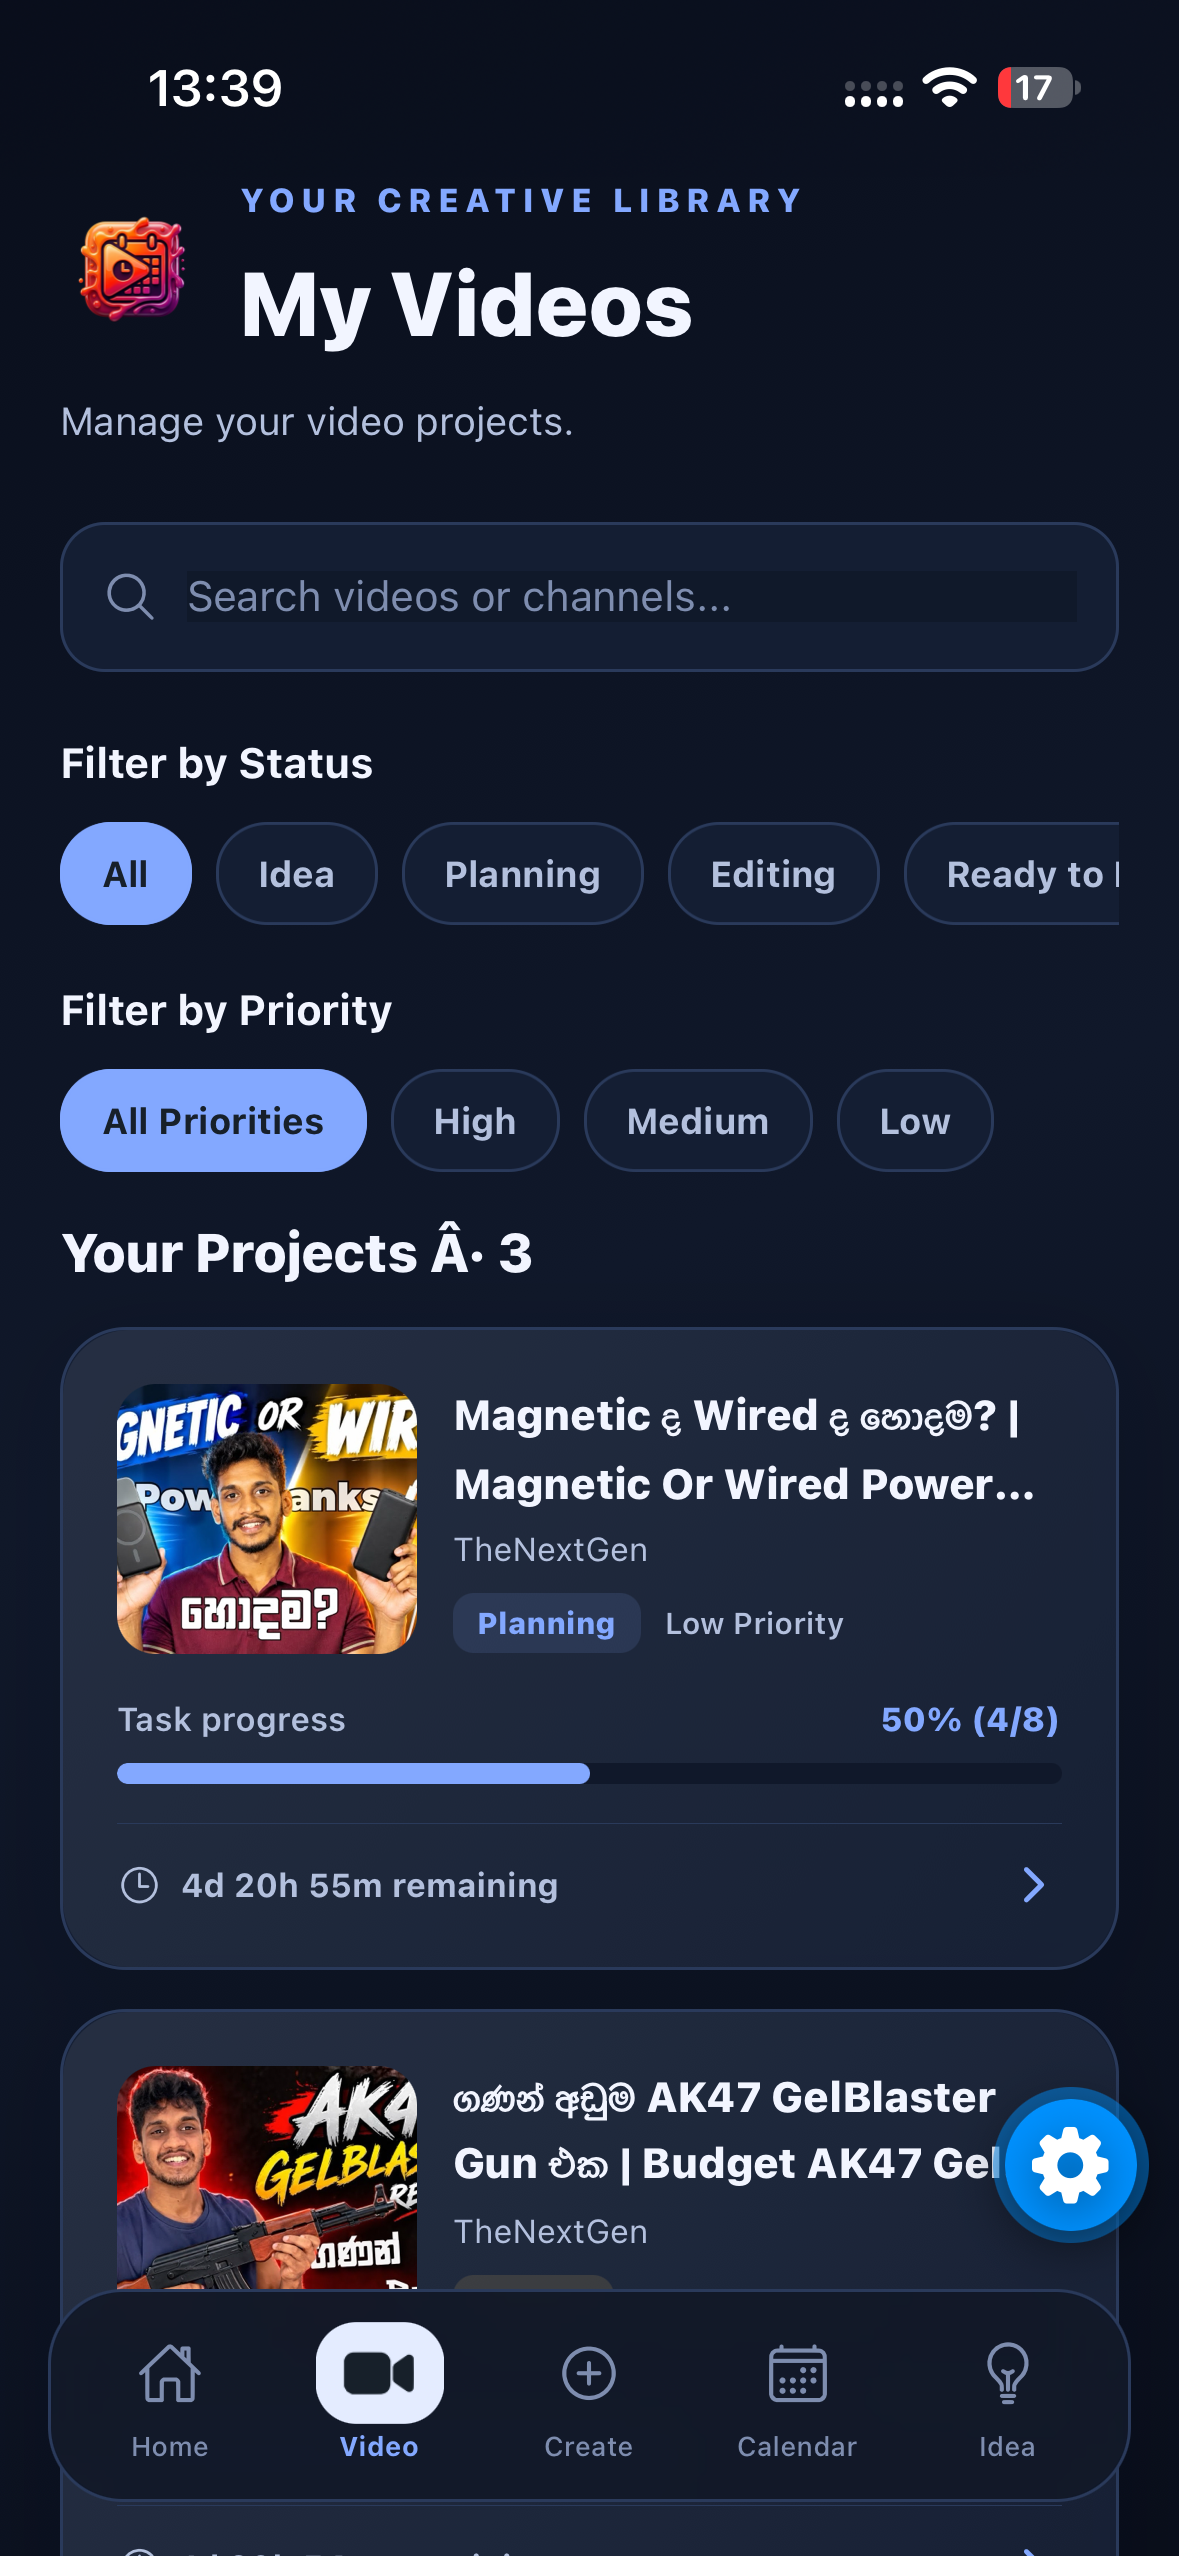 13:39
17
YOUR CREATIVE LIBRARY
My Videos
Manage your video projects.
Search videos or channels...
Filter by Status
All
Idea
Planning
Editing
Ready to
Filter by Priority
All Priorities
High
Medium
Low
Your Projects Â· 3
GNETIC OR WIR
Pow anks
හොදම?
Magnetic ද Wired ද හොදම? |
Magnetic Or Wired Power...
TheNextGen
Planning
Low Priority
Task progress
50% (4/8)
4d 20h 55m remaining
AK4
GELBLAS
RE
ගණන්
ගණන් අඩුම AK47 GelBlaster
Gun එක | Budget AK47 Gel
TheNextGen
Home
Video
Create
Calendar
Idea